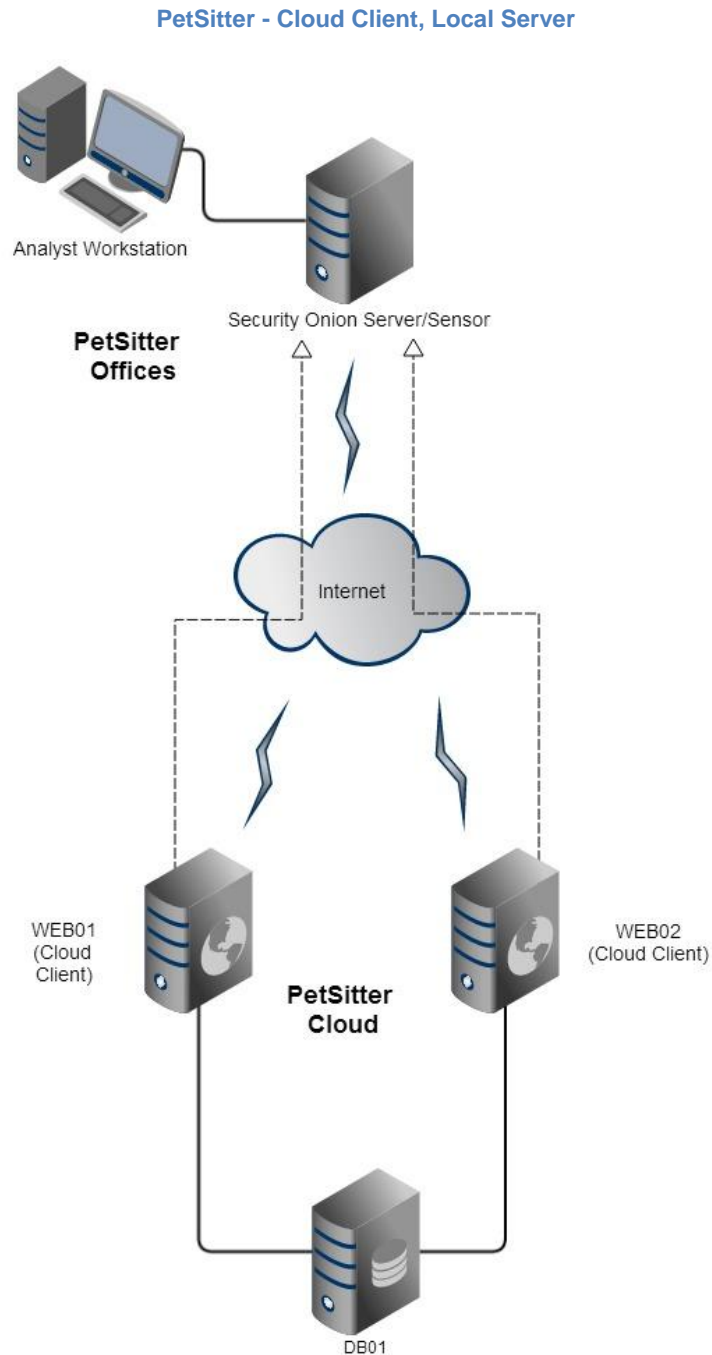 PetSitter - Cloud Client, Local Server
Analyst Workstation
Security Onion Server/Sensor
PetSitter
Offices
Internet
WEB01
(Cloud
Client)
WEB02
(Cloud Client)
PetSitter
Cloud
DB01